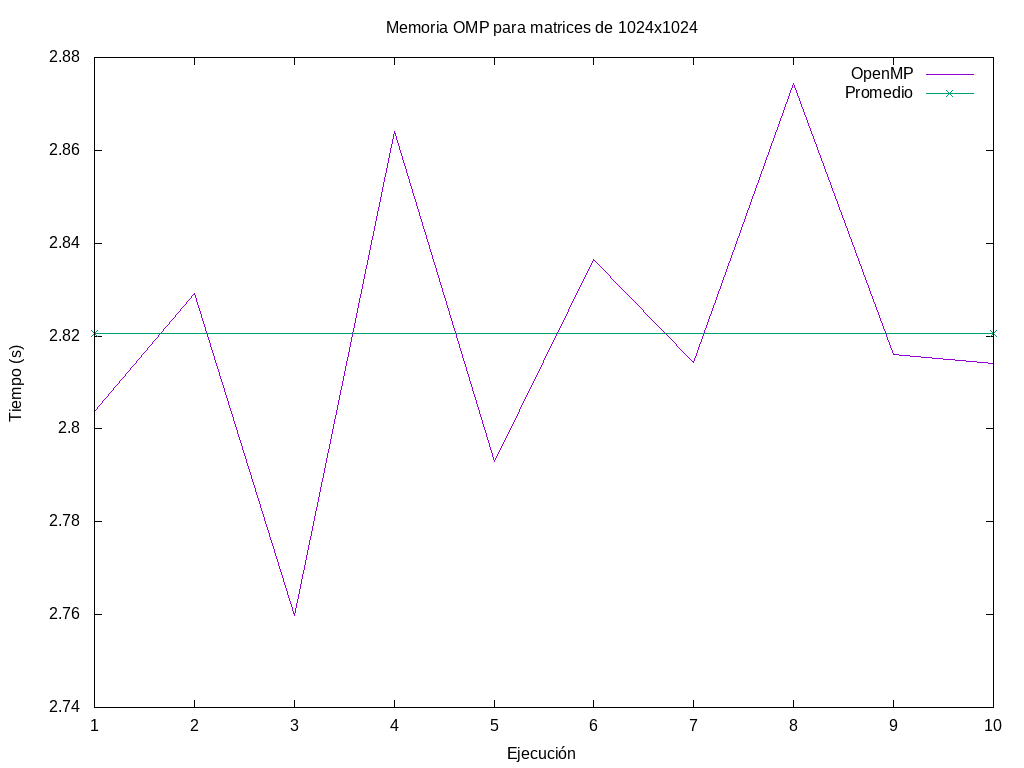 Memoria OMP para matrices de 1024x1024
OpenMP
Promedio
2.88
2.86
2.84
2.82
2.8
2.78
2.76
2.74
Tiempo (s)
1 2 3 4 5 6 7 8 9 10
Ejecución